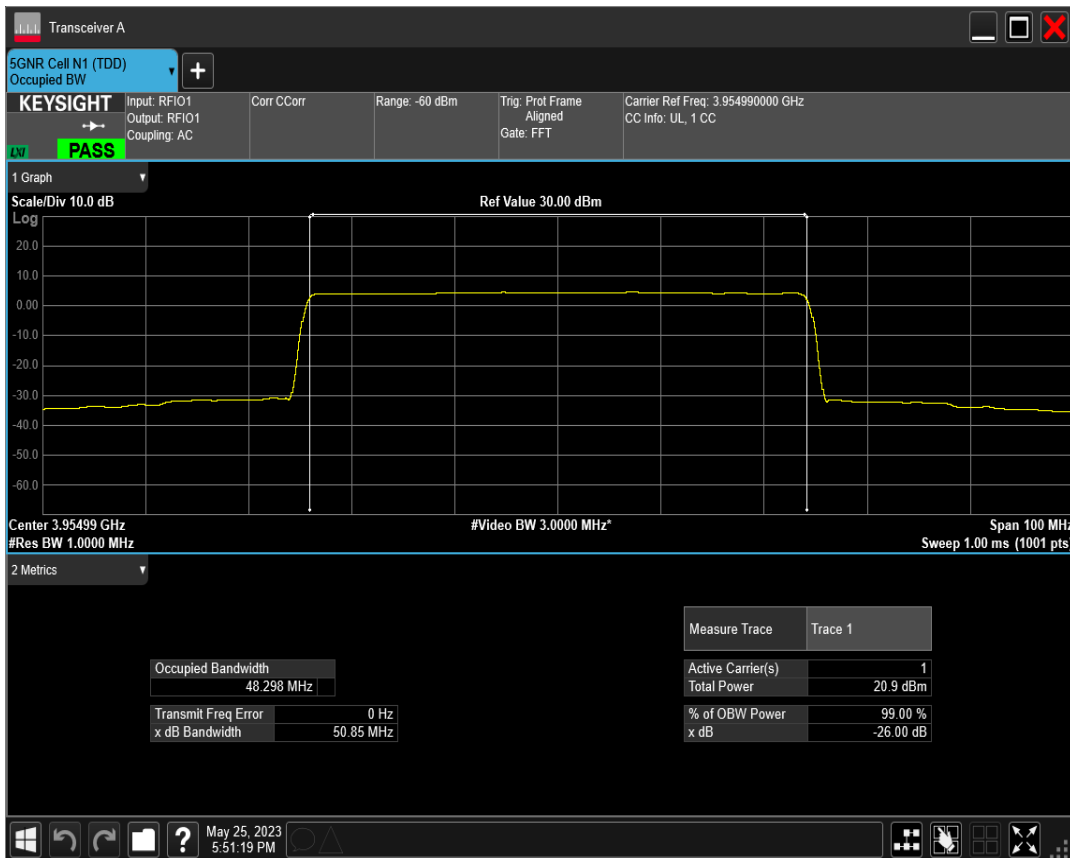 Transceiver A
5GNR Cell N1 (TDD)
Occupied BW
+
KEYSIGHT
LXI
PASS
Input: RFIO1
Output: RFIO1
Coupling: AC
Corr CCorr
Range: -60 dBm
Trig: Prot Frame
Aligned
Gate: FFT
Carrier Ref Freq: 3.954990000 GHz
CC Info: UL, 1 CC
1 Graph
Scale/Div 10.0 dB
Ref Value 30.00 dBm
Log
20.0
10.0
0.00
-10.0
-20.0
-30.0
-40.0
-50.0
-60.0
Center 3.95499 GHz
#Video BW 3.0000 MHz*
Span 100 MHz
#Res BW 1.0000 MHz
Sweep 1.00 ms (1001 pts)
2 Metrics
Measure Trace Trace 1
Occupied Bandwidth
48.298 MHz
Active Carrier(s) 1
Total Power 20.9 dBm
Transmit Freq Error 0 Hz
x dB Bandwidth 50.85 MHz
% of OBW Power 99.00 %
x dB -26.00 dB
?
May 25, 2023
5:51:19 PM